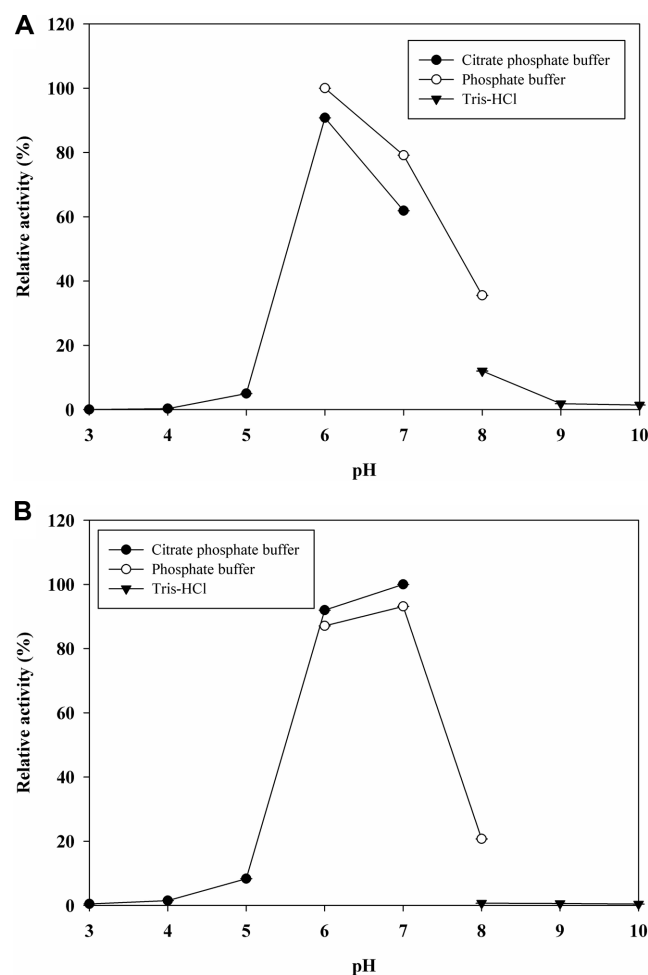 A
120
100
80
60
40
20
0
Relative activity (%)
Citrate phosphate buffer
Phosphate buffer
Tris-HCl
3 4 5 6 7 8 9 10
pH
B
120
100
80
60
40
20
0
Relative activity (%)
Citrate phosphate buffer
Phosphate buffer
Tris-HCl
3 4 5 6 7 8 9 10
pH